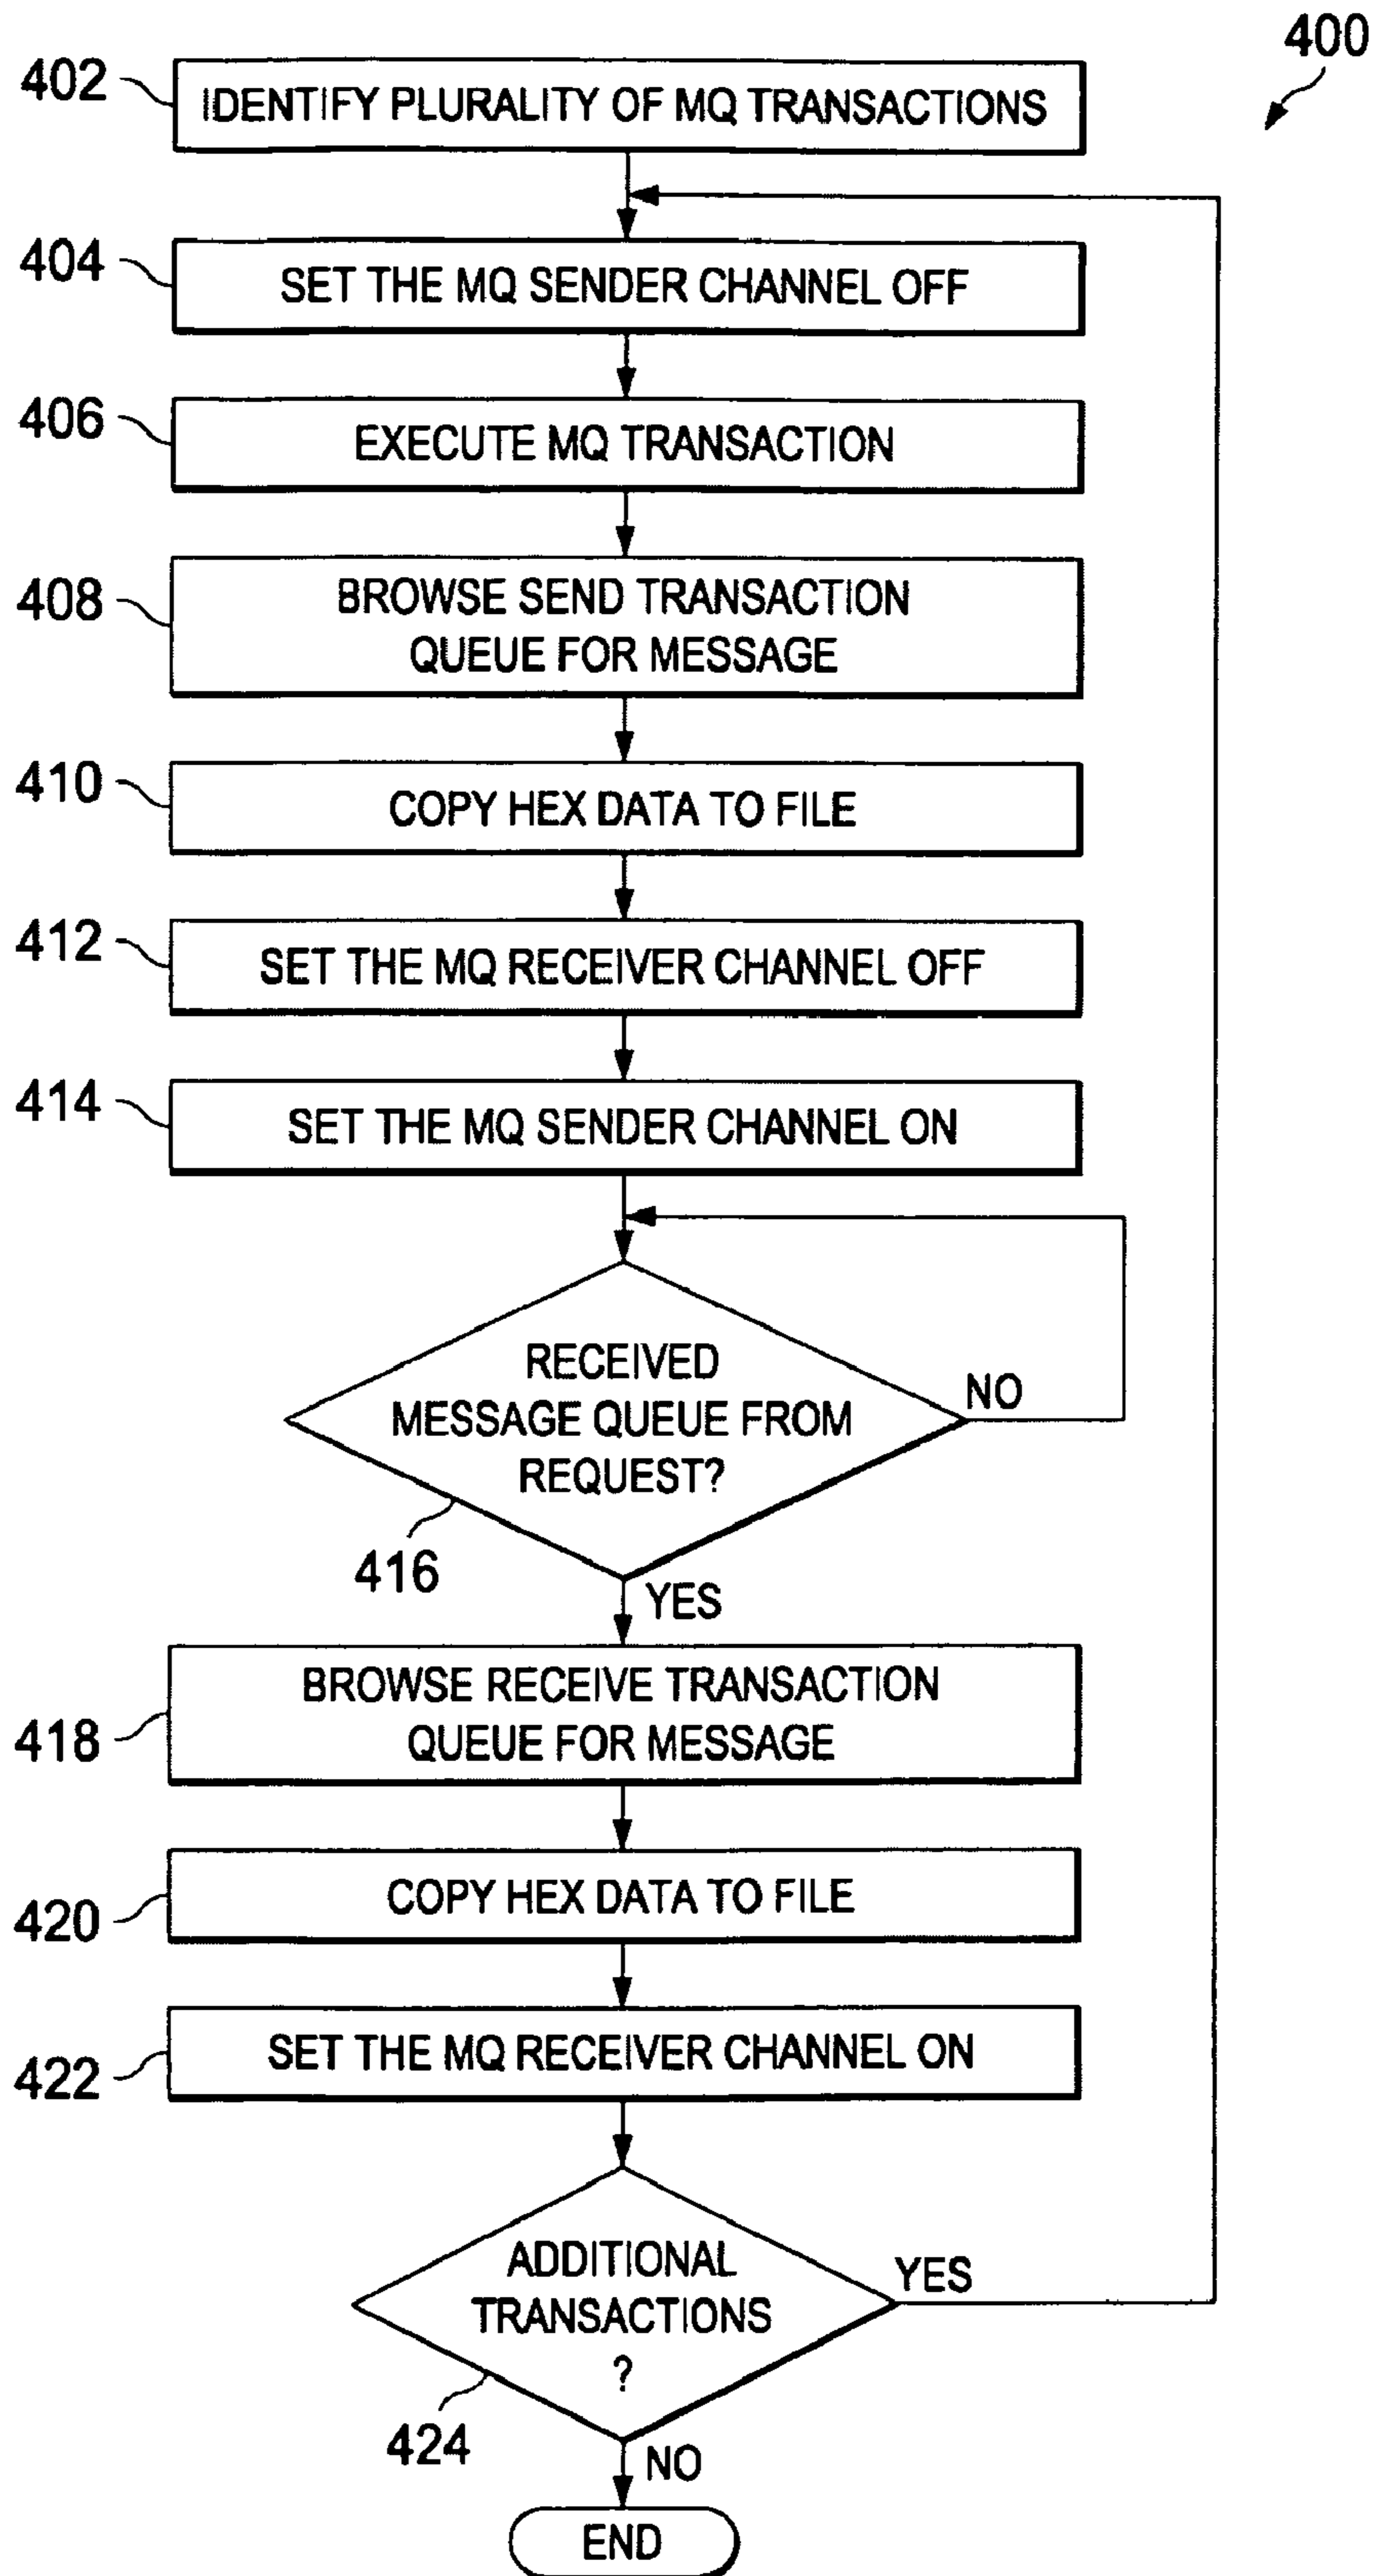 400
402
IDENTIFY PLURALITY OF MQ TRANSACTIONS
404
SET THE MQ SENDER CHANNEL OFF
406
EXECUTE MQ TRANSACTION
408
BROWSE SEND TRANSACTION
QUEUE FOR MESSAGE
410
COPY HEX DATA TO FILE
412
SET THE MQ RECEIVER CHANNEL OFF
414
SET THE MQ SENDER CHANNEL ON
RECEIVED
MESSAGE QUEUE FROM
REQUEST?
NO
416
YES
418
BROWSE RECEIVE TRANSACTION
QUEUE FOR MESSAGE
420
COPY HEX DATA TO FILE
422
SET THE MQ RECEIVER CHANNEL ON
ADDITIONAL
TRANSACTIONS
?
YES
424
NO
END